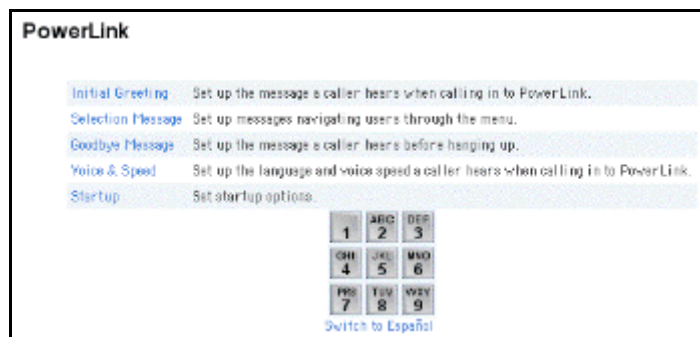 PowerLink
Initial Greeting Set up the message a caller hears when calling in to PowerLink.
Selection Message Set up messages navigating users through the menu.
Goodbye Message Set up the message a caller hears before hanging up.
Voice & Speed Set up the language and voice speed a caller hears when calling in to PowerLink.
Startup Set startup options.
ABC DEF
1 2 3
GHI JKL MNO
4 5 6
PRS TUV WXY
7 8 9
Switch to Español